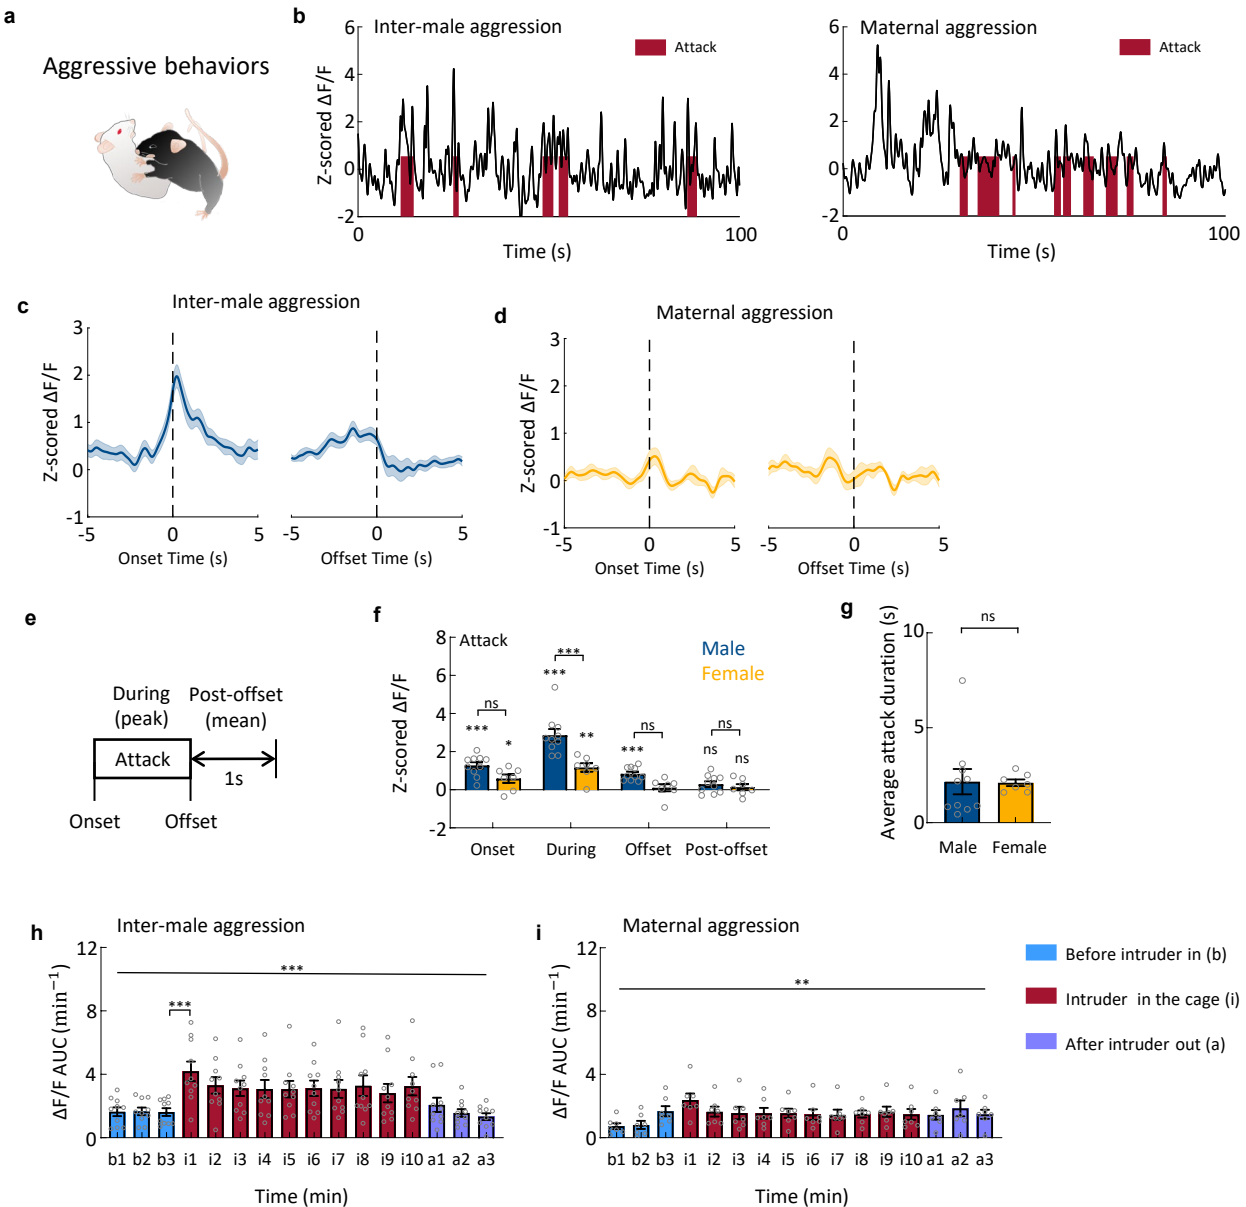 a
Aggressive behaviors
b
Inter-male aggression
Attack
Z-scored ΔF/F
6
4
2
0
-2
0
100
Time (s)
Maternal aggression
Attack
6
4
2
0
-2
0
100
Time (s)
c
Inter-male aggression
Z-scored ΔF/F
3
2
1
0
-1
-5
0
5
Onset Time (s)
-5
0
5
Offset Time (s)
d
Maternal aggression
Z-scored ΔF/F
3
2
1
0
-1
-5
0
5
Onset Time (s)
-5
0
5
Offset Time (s)
e
During
(peak)
Post-offset
(mean)
Attack
1s
Onset
Offset
f
Attack
Male
Female
Z-scored ΔF/F
8
6
4
2
0
-2
ns
***
*
***
***
**
ns
***
ns
ns
ns
Onset
During
Offset
Post-offset
g
Average attack duration (s)
10
5
0
ns
Male
Female
h
Inter-male aggression
ΔF/F AUC (min⁻¹)
12
8
4
0
***
***
b1 b2 b3 i1 i2 i3 i4 i5 i6 i7 i8 i9 i10 a1 a2 a3
Time (min)
i
Maternal aggression
ΔF/F AUC (min⁻¹)
12
8
4
0
**
b1 b2 b3 i1 i2 i3 i4 i5 i6 i7 i8 i9 i10 a1 a2 a3
Time (min)
Before intruder in (b)
Intruder in the cage (i)
After intruder out (a)